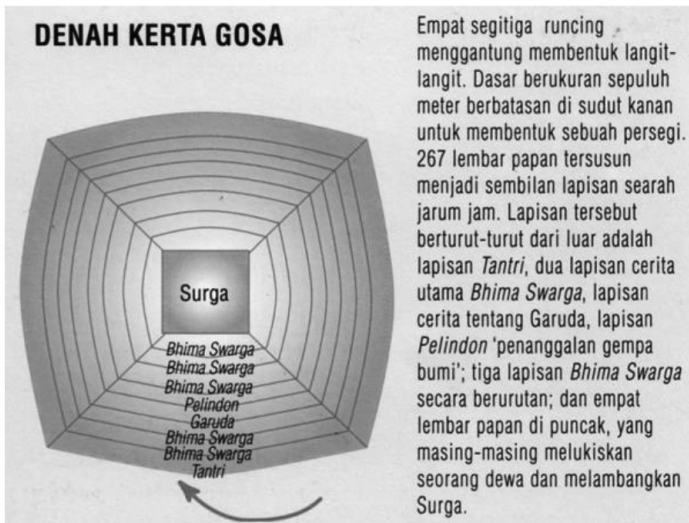 DENAH KERTA GOSA
Surga
Bhima Swarga
Bhima Swarga
Bhima Swarga
Pelindon
Garuda
Bhima Swarga
Bhima Swarga
Tantri
Empat segitiga runcing
menggantung membentuk langit-
langit. Dasar berukuran sepuluh
meter berbatasan di sudut kanan
untuk membentuk sebuah persegi.
267 lembar papan tersusun
menjadi sembilan lapisan searah
jarum jam. Lapisan tersebut
berturut-turut dari luar adalah
lapisan Tantri, dua lapisan cerita
utama Bhima Swarga, lapisan
cerita tentang Garuda, lapisan
Pelindon 'penanggalan gempa
bumi'; tiga lapisan Bhima Swarga
secara berurutan; dan empat
lembar papan di puncak, yang
masing-masing melukiskan
seorang dewa dan melambangkan
Surga.